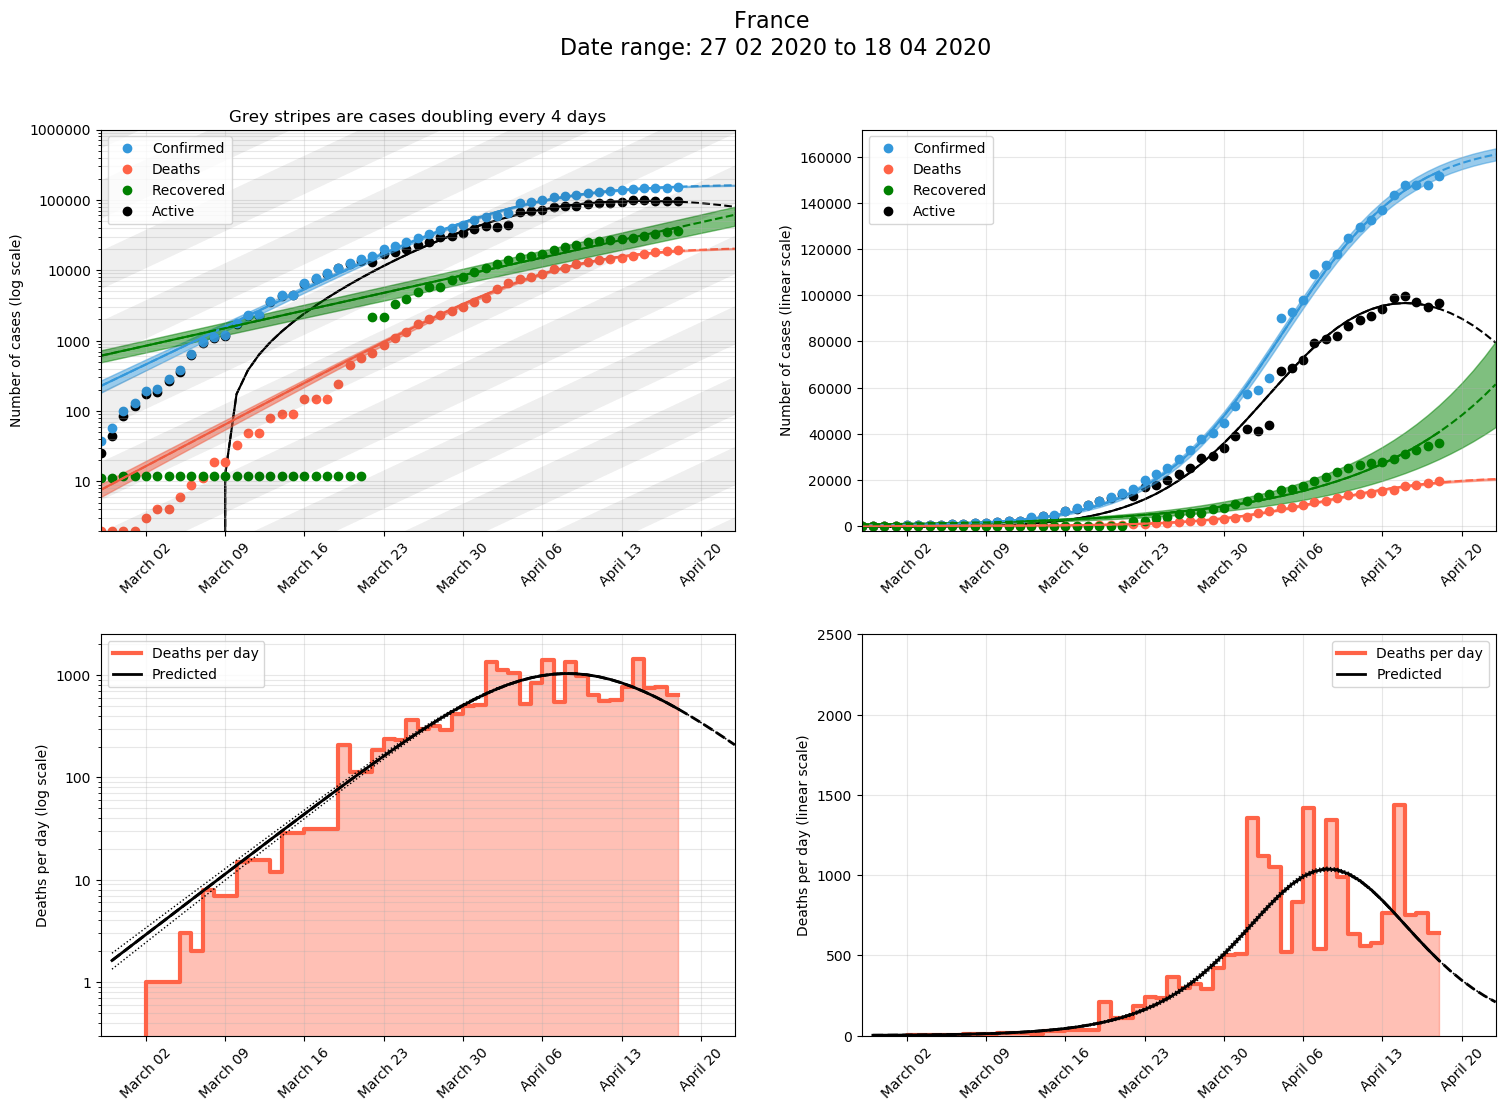 France
Date range: 27 02 2020 to 18 04 2020
Grey stripes are cases doubling every 4 days
Number of cases (log scale)
1000000
100000
10000
1000
100
10
Confirmed
Deaths
Recovered
Active
March 02
March 09
March 16
March 23
March 30
April 06
April 13
April 20
Number of cases (linear scale)
160000
140000
120000
100000
80000
60000
40000
20000
0
Confirmed
Deaths
Recovered
Active
March 02
March 09
March 16
March 23
March 30
April 06
April 13
April 20
Deaths per day (log scale)
1000
100
10
1
Deaths per day
Predicted
March 02
March 09
March 16
March 23
March 30
April 06
April 13
April 20
Deaths per day (linear scale)
2500
2000
1500
1000
500
0
Deaths per day
Predicted
March 02
March 09
March 16
March 23
March 30
April 06
April 13
April 20